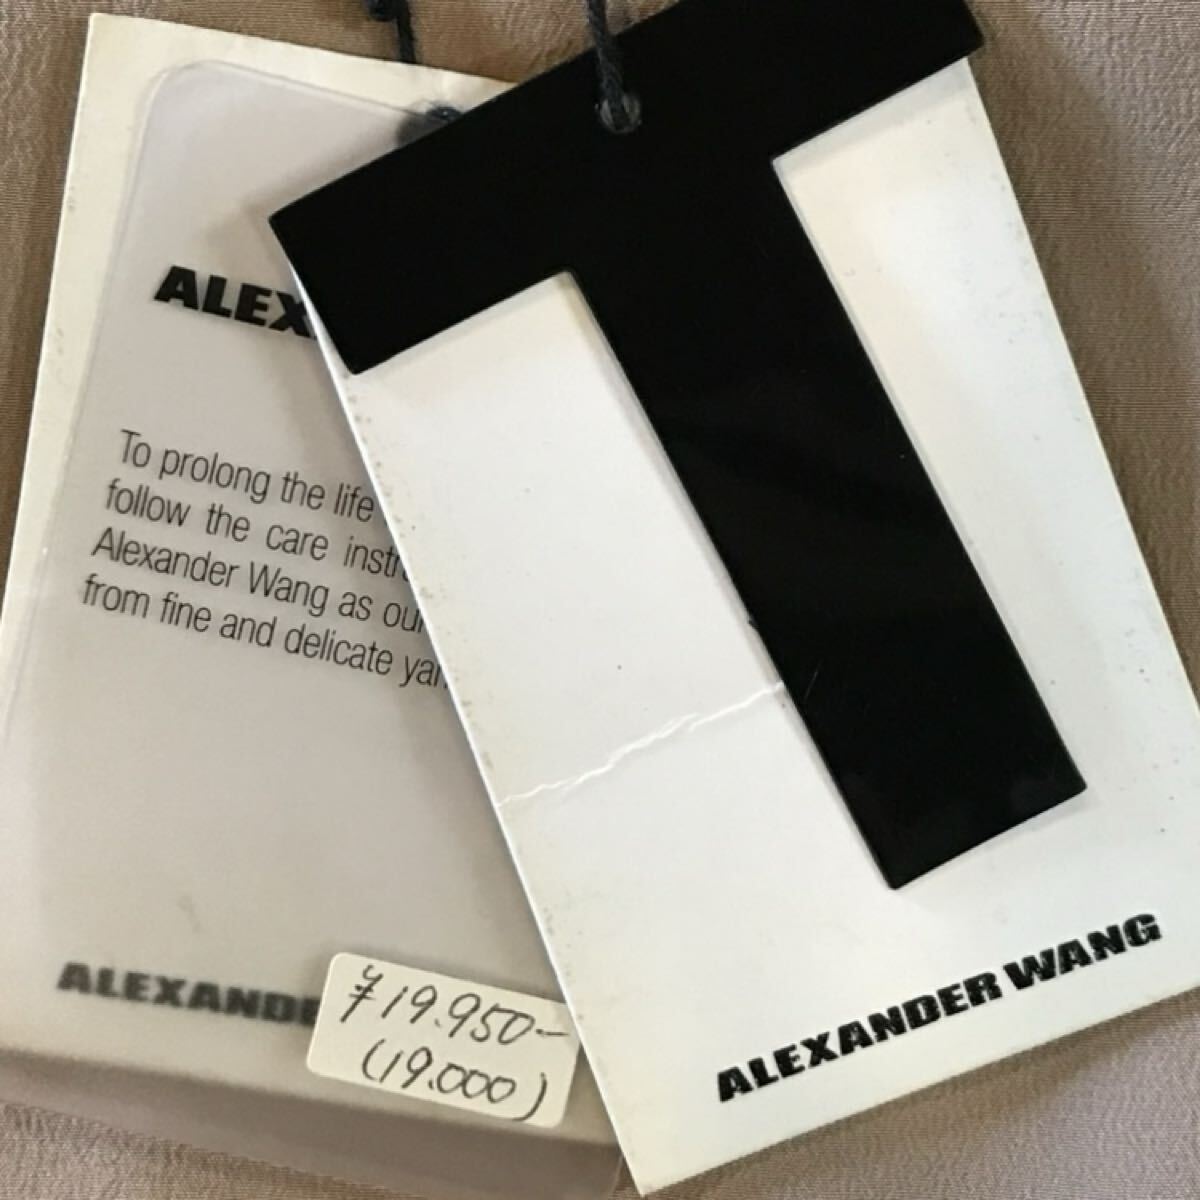 ALEX
To prolong the life
follow the care instr
Alexander Wang as our
from fine and delicate yar
ALEXANDE
¥19.950-
(19.000)
T
ALEXANDER WANG